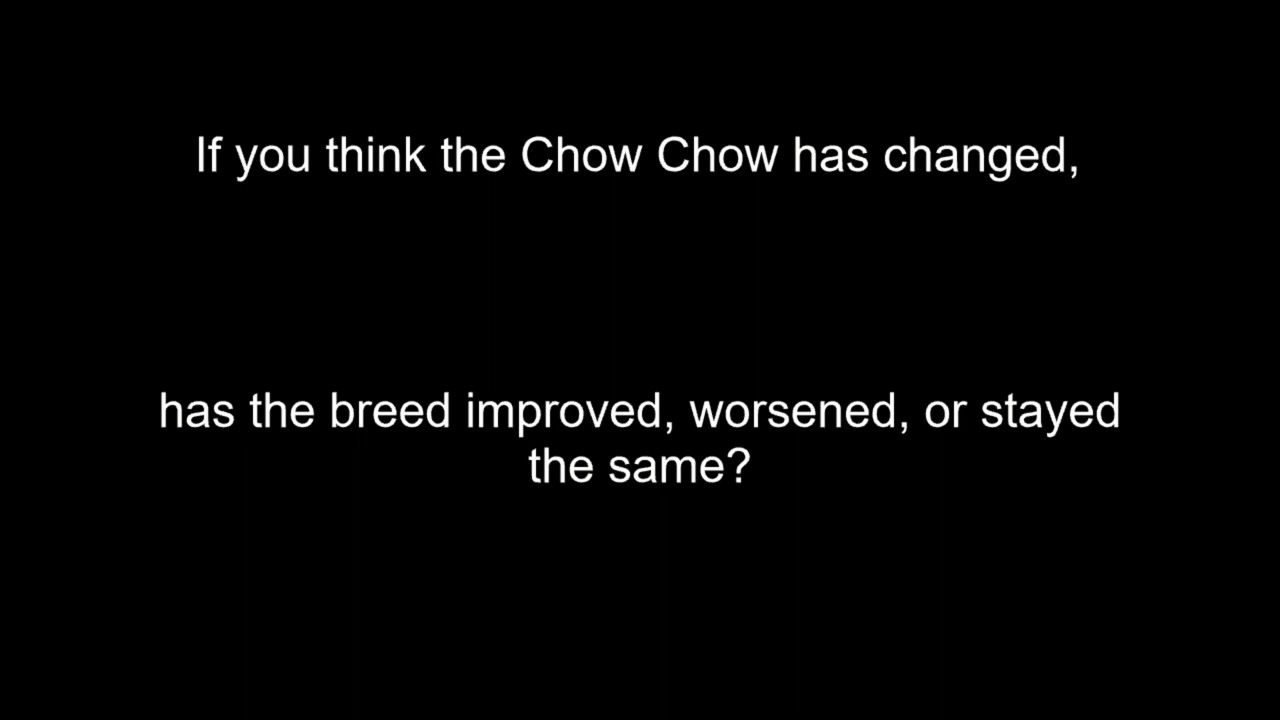 If you think the Chow Chow has changed,
has the breed improved, worsened, or stayed
the same?